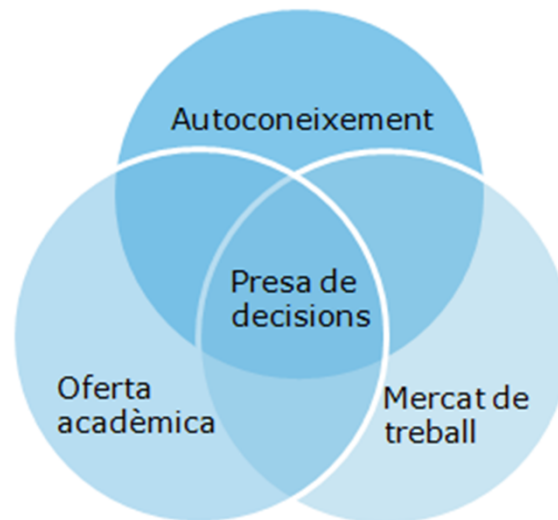 Autoconeixement
Presa de
decisions
Oferta
acadèmica
Mercat de
treball